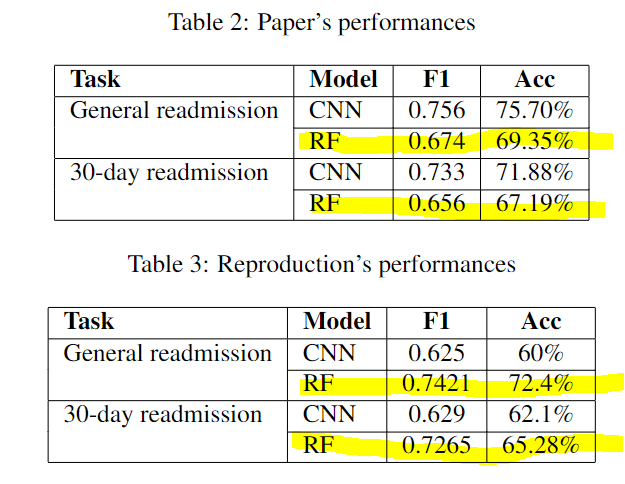 Table 2: Paper's performances
Task Model F1 Acc
General readmission CNN 0.756 75.70%
RF 0.674 69.35%
30-day readmission CNN 0.733 71.88%
RF 0.656 67.19%
Table 3: Reproduction's performances
Task Model F1 Acc
General readmission CNN 0.625 60%
RF 0.7421 72.4%
30-day readmission CNN 0.629 62.1%
RF 0.7265 65.28%